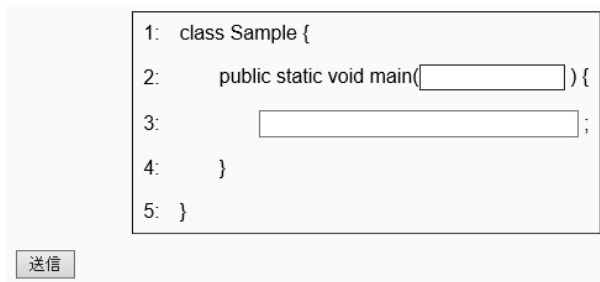 1: class Sample {
2: public static void main( ) {
3: ;
4: }
5: }
送信